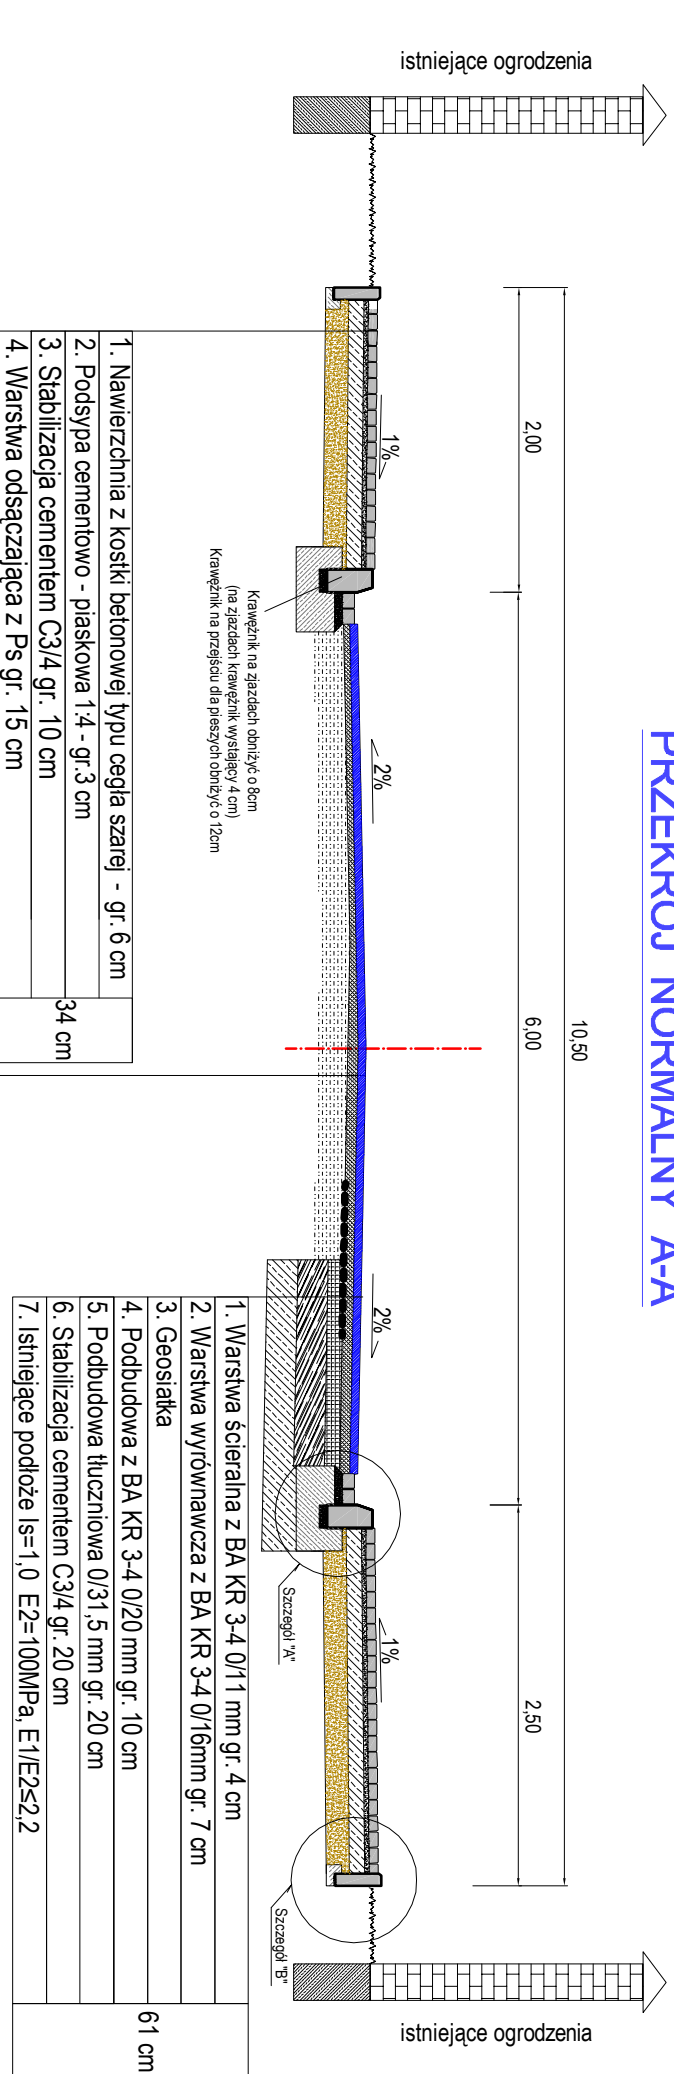 PRZEKRÓJ NORMALNY A-A
istniejące ogrodzenia
istniejące ogrodzenia
10,50
2,00
6,00
2,50
1%
2%
2%
1%
Krawężnik na zjazdach obniżyć o 8cm
(na zjazdach krawężnik wystający 4 cm)
Krawężnik na przejściu dla pieszych obniżyć o 12cm
Szczegół "A"
Szczegół "B"
1. Nawierzchnia z kostki betonowej typu cegła szarej - gr. 6 cm
2. Podsypa cementowo - piaskowa 1:4 - gr.3 cm
3. Stabilizacja cementem C3/4 gr. 10 cm
4. Warstwa odsączająca z Ps gr. 15 cm
34 cm
1. Warstwa ścieralna z BA KR 3-4 0/11 mm gr. 4 cm
2. Warstwa wyrównawcza z BA KR 3-4 0/16mm gr. 7 cm
3. Geosiatka
4. Podbudowa z BA KR 3-4 0/20 mm gr. 10 cm
5. Podbudowa tłuczniowa 0/31,5 mm gr. 20 cm
6. Stabilizacja cementem C3/4 gr. 20 cm
7. Istniejące podłoże Is=1,0 E2=100MPa, E1/E2≤2,2
61 cm